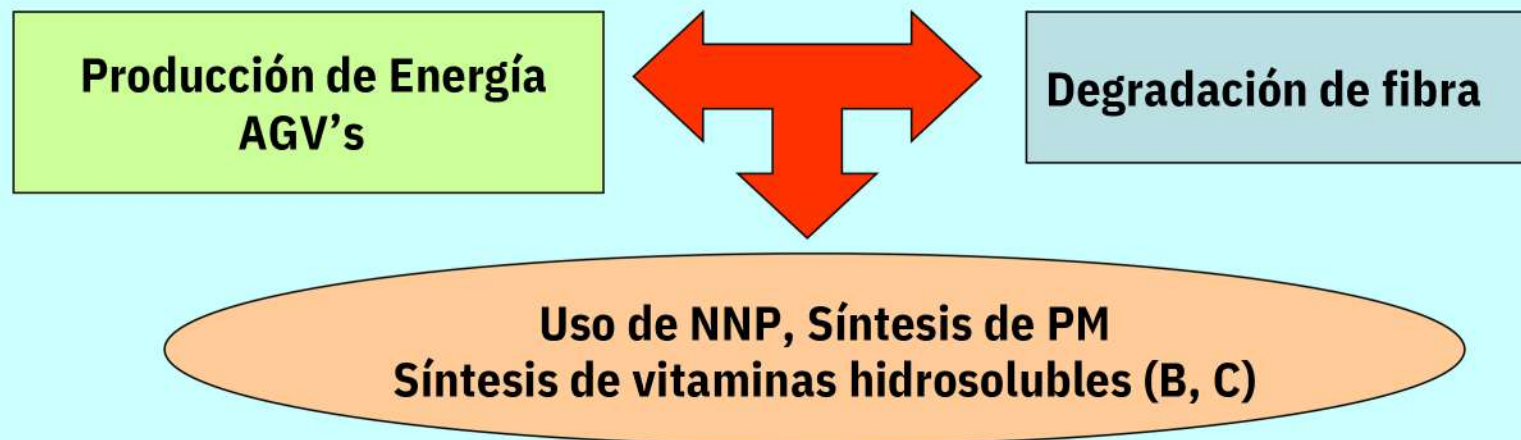 Producción de Energía
AGV’s
Degradación de fibra
Uso de NNP, Síntesis de PM
Síntesis de vitaminas hidrosolubles (B, C)